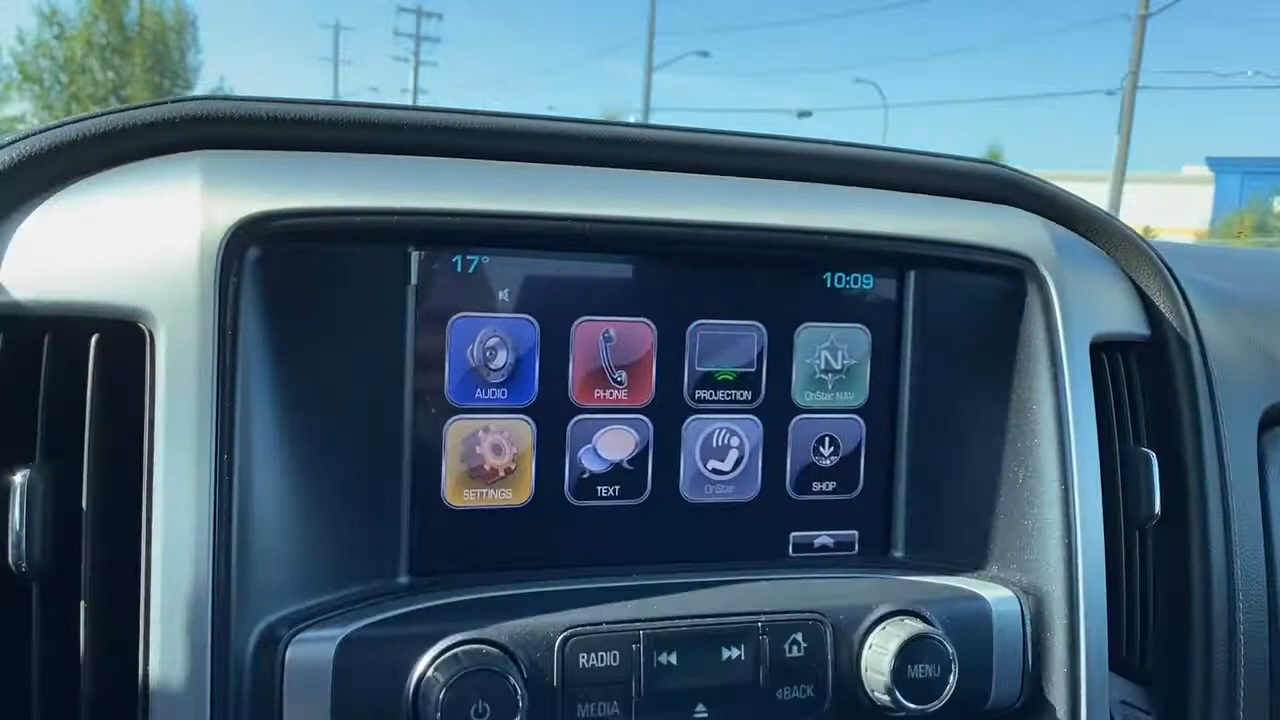 17°
10:09
AUDIO
PHONE
PROJECTION
N
OnStar NAV
SETTINGS
TEXT
OnStar
SHOP
RADIO
MENU
MEDIA
BACK